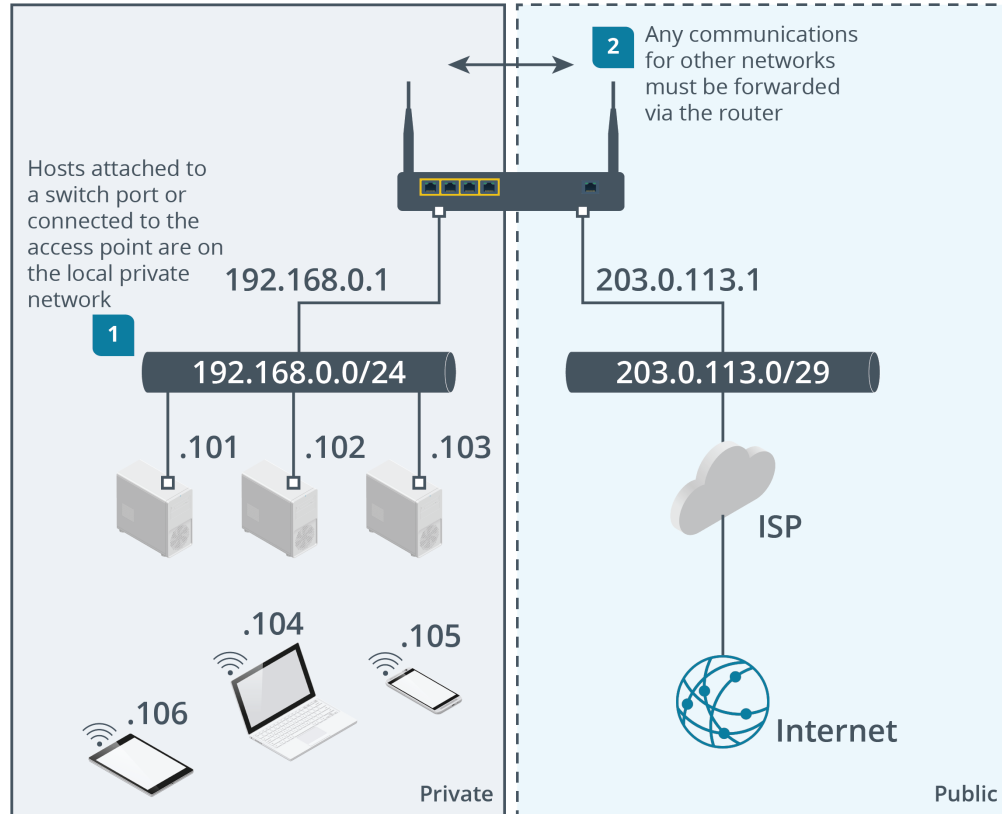 2
Any communications
for other networks
must be forwarded
via the router
Hosts attached to
a switch port or
connected to the
access point are on
the local private
network
1
192.168.0.1
203.0.113.1
192.168.0.0/24
203.0.113.0/29
.101
.102
.103
ISP
.104
.105
.106
Internet
Private
Public